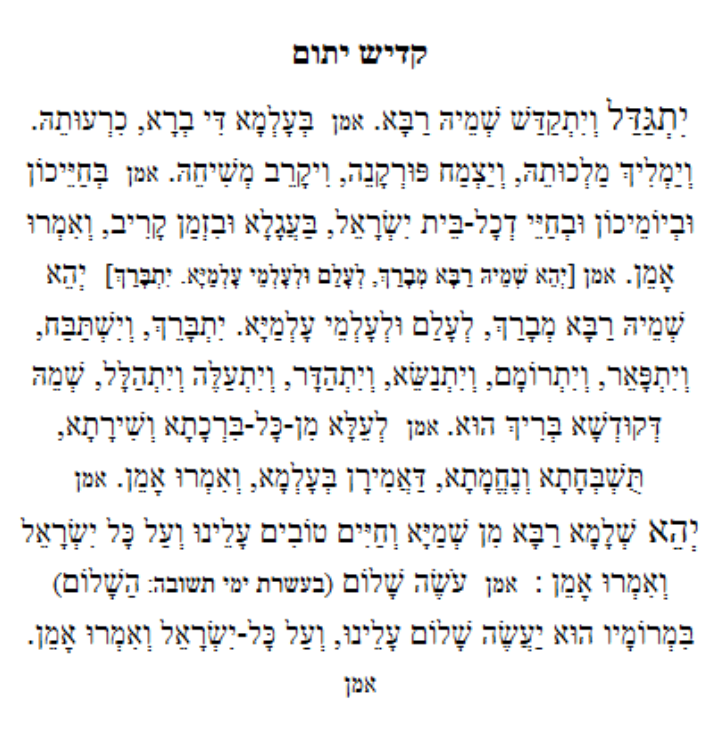 קדיש יתום
יִתְגַּדַּל וְיִתְקַדַּשׁ שְׁמֵיהּ רַבָּא. אמן בְּעָלְמָא דִּי בְרָא, כִרְעוּתֵהּ.
וְיַמְלִיךְ מַלְכוּתֵהּ, וְיַצְמַח פּוּרְקָנֵה, וִיקָרֵב מְשִׁיחֵהּ. אמן בְּחַיֵּיכוֹן
וּבְיוֹמֵיכוֹן וּבְחַיֵּי דְכָל-בֵּית יִשְׂרָאֵל, בַּעֲגָלָא וּבִזְמַן קָרִיב, וְאִמְרוּ
אָמֵן. אמן [יְהֵא שְׁמֵיהּ רַבָּא מְבָרַךְ, לְעָלַם וּלְעָלְמֵי עָלְמַיָּא. יִתְבָּרַךְ] יְהֵא
שְׁמֵיהּ רַבָּא מְבָרַךְ, לְעָלַם וּלְעָלְמֵי עָלְמַיָּא. יִתְבָּרֵךְ, וְיִשְׁתַּבַּח,
וְיִתְפָּאֵר, וְיִתְרוֹמָם, וְיִתְנַשֵּׂא, וְיִתְהַדָּר, וְיִתְעַלֶּה וְיִתְהַלָּל, שְׁמֵהּ
דְּקוּדְשָׁא בְּרִיךְ הוּא. אמן לְעֵלָּא מִן-כָּל-בִּרְכָתָא וְשִׁירָתָא,
תֻּשְׁבְּחָתָא וְנֶחֱמָתָא, דַּאֲמִירָן בְּעָלְמָא, וְאִמְרוּ אָמֵן. אמן
יְהֵא שְׁלָמָא רַבָּא מִן שְׁמַיָּא וְחַיִּים טוֹבִים עָלֵינוּ וְעַל כָּל יִשְׂרָאֵל
וְאִמְרוּ אָמֵן : אמן עֹשֶׂה שָׁלוֹם (בעשרת ימי תשובה: הַשָׁלוֹם)
בִּמְרוֹמָיו הוּא יַעֲשֶׂה שָׁלוֹם עָלֵינוּ, וְעַל כָּל-יִשְׂרָאֵל וְאִמְרוּ אָמֵן.
אמן